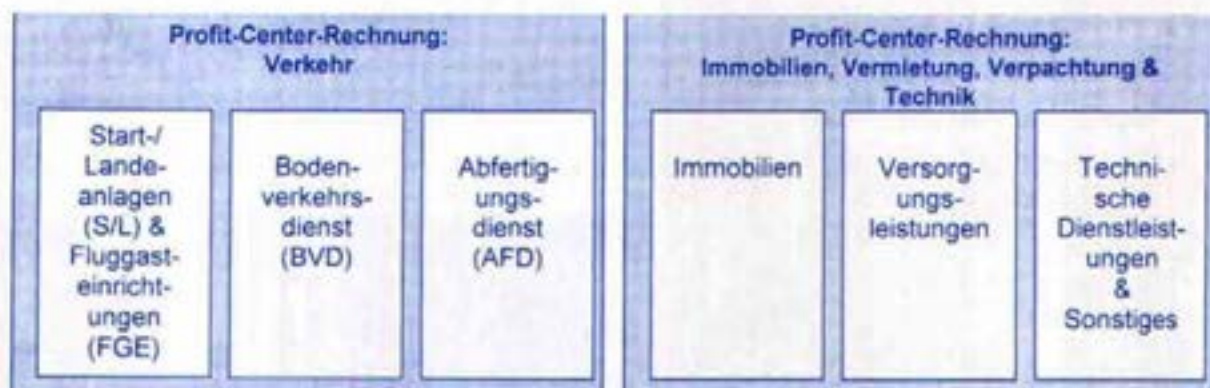 Profit-Center-Rechnung:
Verkehr
Start-/
Lande-
anlagen
(S/L) &
Fluggast-
einricht-
ungen
(FGE)
Boden-
verkehrs-
dienst
(BVD)
Abfertig-
ungs-
dienst
(AFD)
Profit-Center-Rechnung:
Immobilien, Vermietung, Verpachtung &
Technik
Immobilien
Versorg-
ungs-
leistungen
Techni-
sche
Dienstleist-
ungen
&
Sonstiges